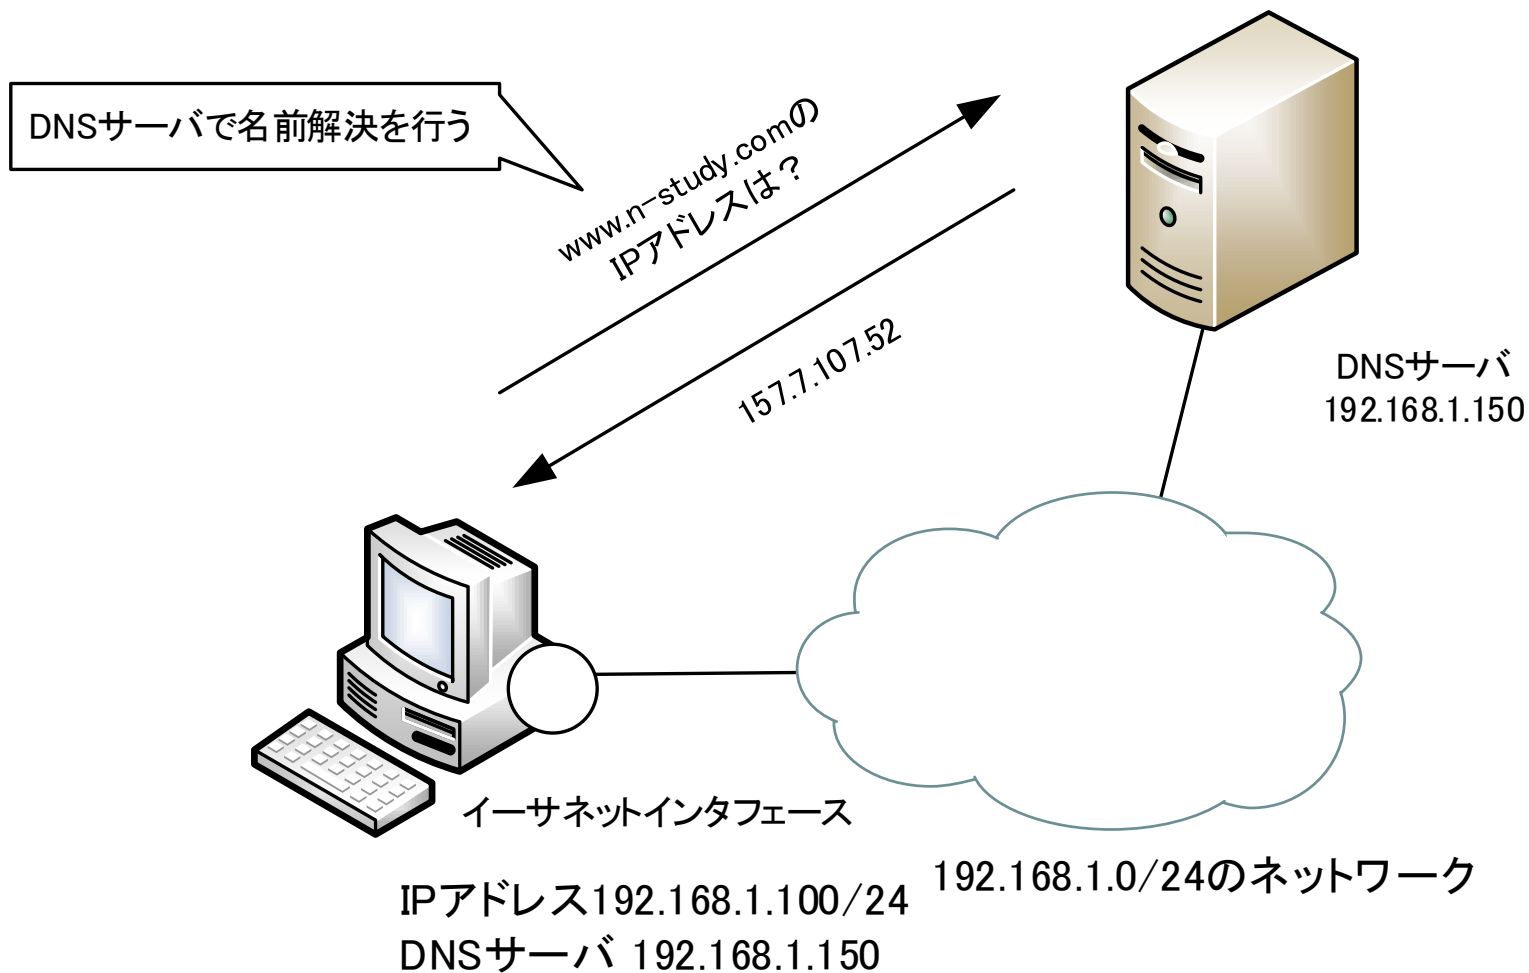 DNSサーバで名前解決を行う
www.n-study.comの
IPアドレスは？
157.7.107.52
DNSサーバ
192.168.1.150
イーサネットインタフェース
192.168.1.0/24のネットワーク
IPアドレス192.168.1.100/24
DNSサーバ 192.168.1.150